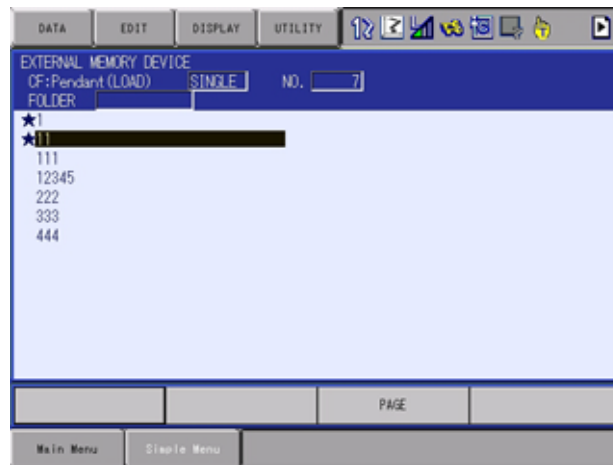 DATA EDIT DISPLAY UTILITY
EXTERNAL MEMORY DEVICE
CF:Pendant(LOAD) SINGLE NO. 7
FOLDER
★1
★11
111
12345
222
333
444
PAGE
Main Menu Simple Menu